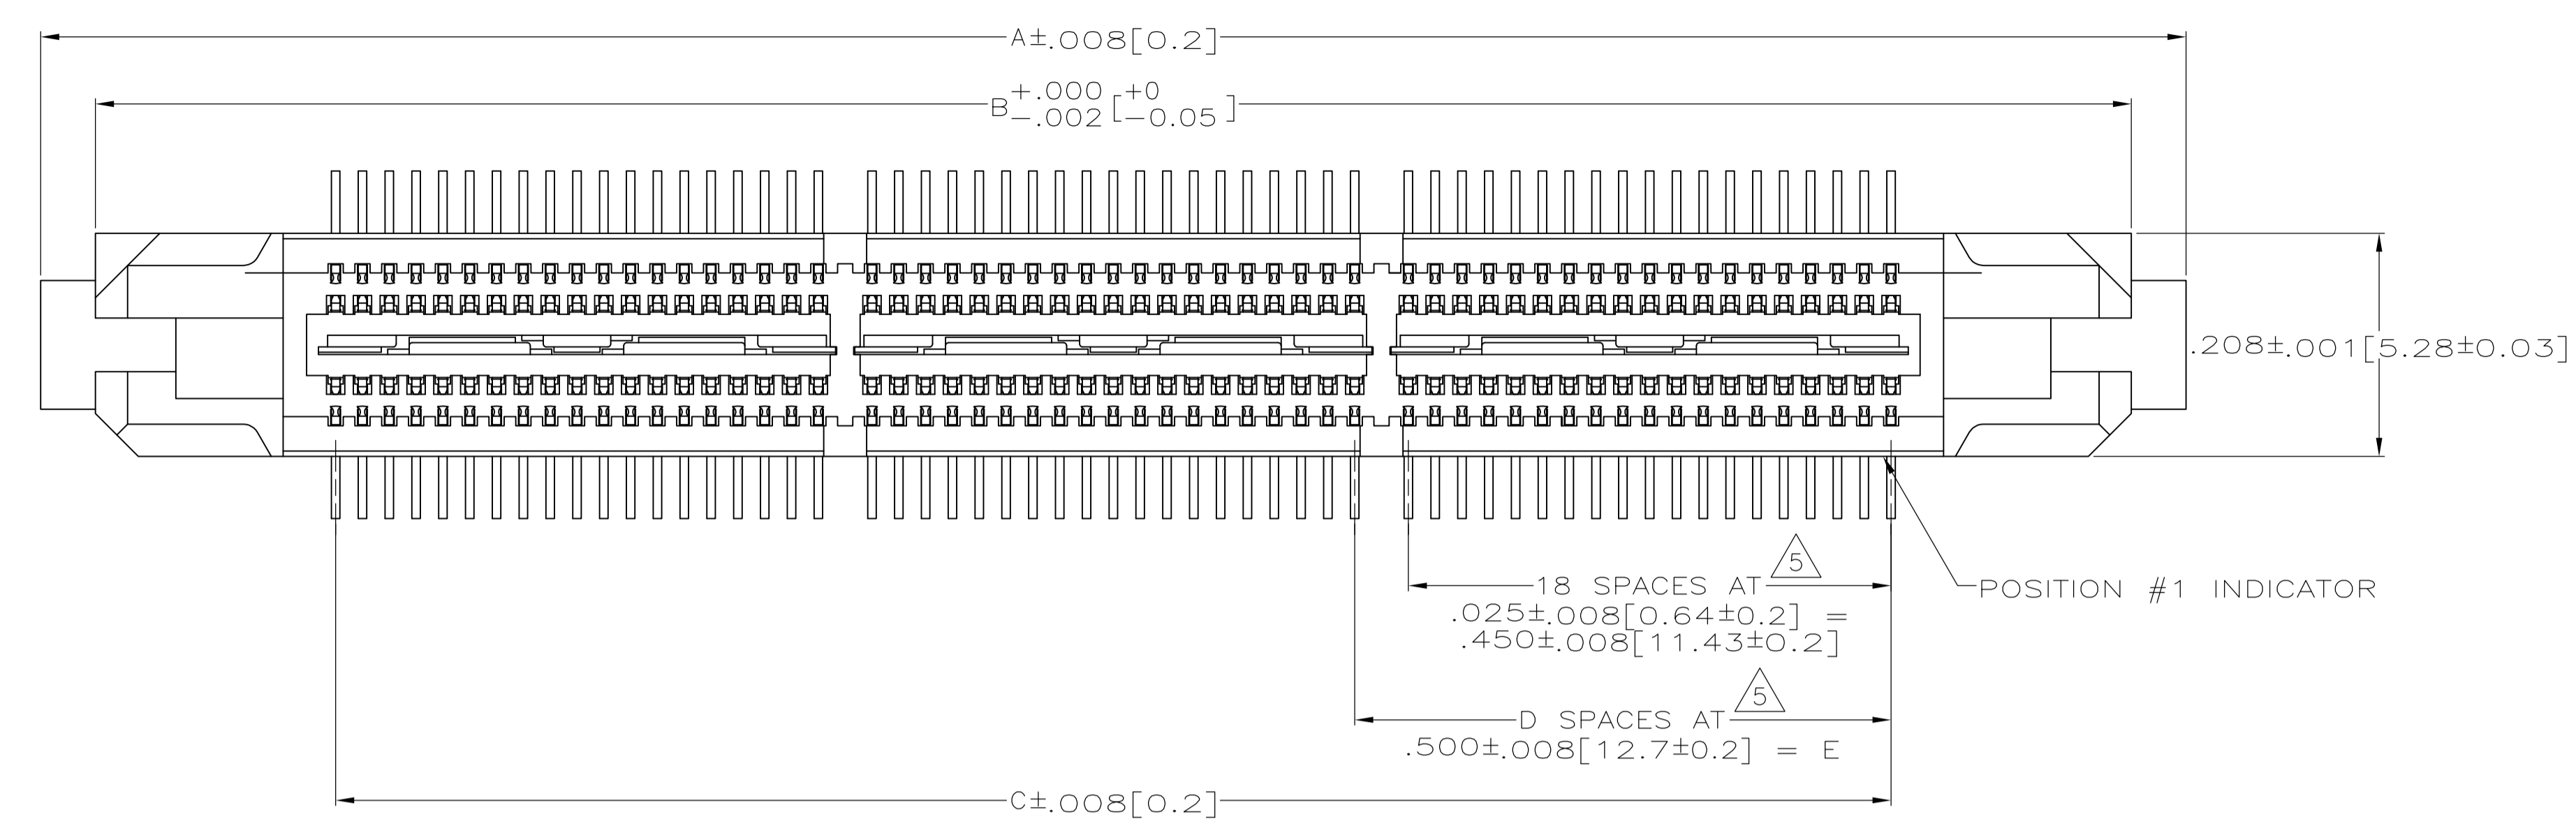 A±.008[0.2]
B +.000 -.002 [ +0 -0.05 ]
.208±.001[5.28±0.03]
5
18 SPACES AT
.025±.008[0.64±0.2] =
.450±.008[11.43±0.2]
POSITION #1 INDICATOR
5
D SPACES AT
.500±.008[12.7±0.2] = E
C±.008[0.2]